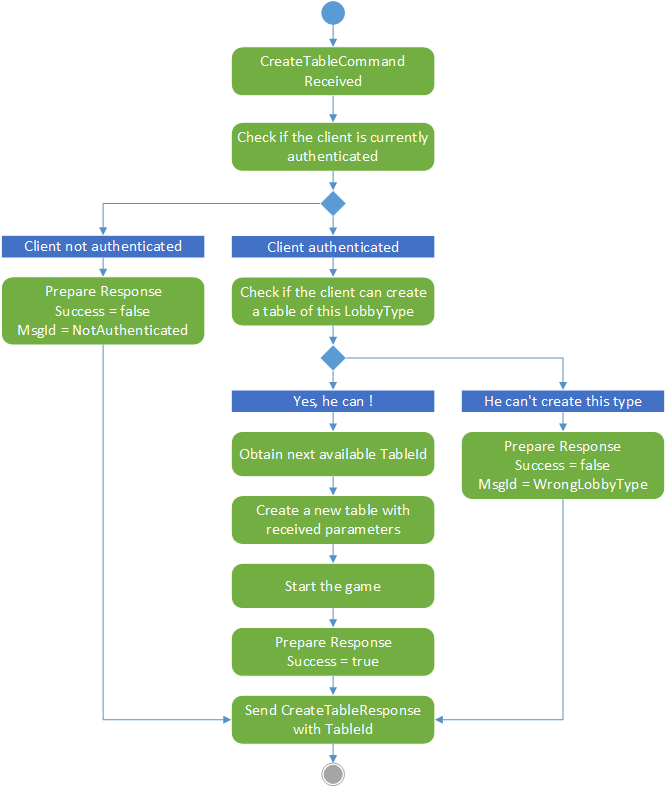 CreateTableCommand
Received
Check if the client is currently
authenticated
Client not authenticated
Client authenticated
Prepare Response
Success = false
MsgId = NotAuthenticated
Check if the client can create
a table of this LobbyType
Yes, he can !
He can't create this type
Obtain next available TableId
Prepare Response
Success = false
MsgId = WrongLobbyType
Create a new table with
received parameters
Start the game
Prepare Response
Success = true
Send CreateTableResponse
with TableId